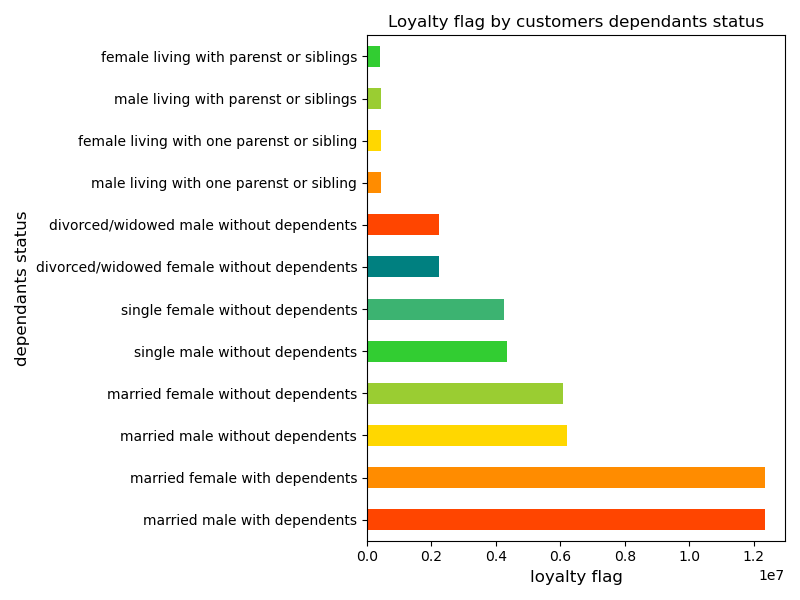 Loyalty flag by customers dependants status
female living with parenst or siblings
male living with parenst or siblings
female living with one parenst or sibling
male living with one parenst or sibling
divorced/widowed male without dependents
divorced/widowed female without dependents
single female without dependents
single male without dependents
married female without dependents
married male without dependents
married female with dependents
married male with dependents
dependants status
0.0 0.2 0.4 0.6 0.8 1.0 1.2
1e7
loyalty flag